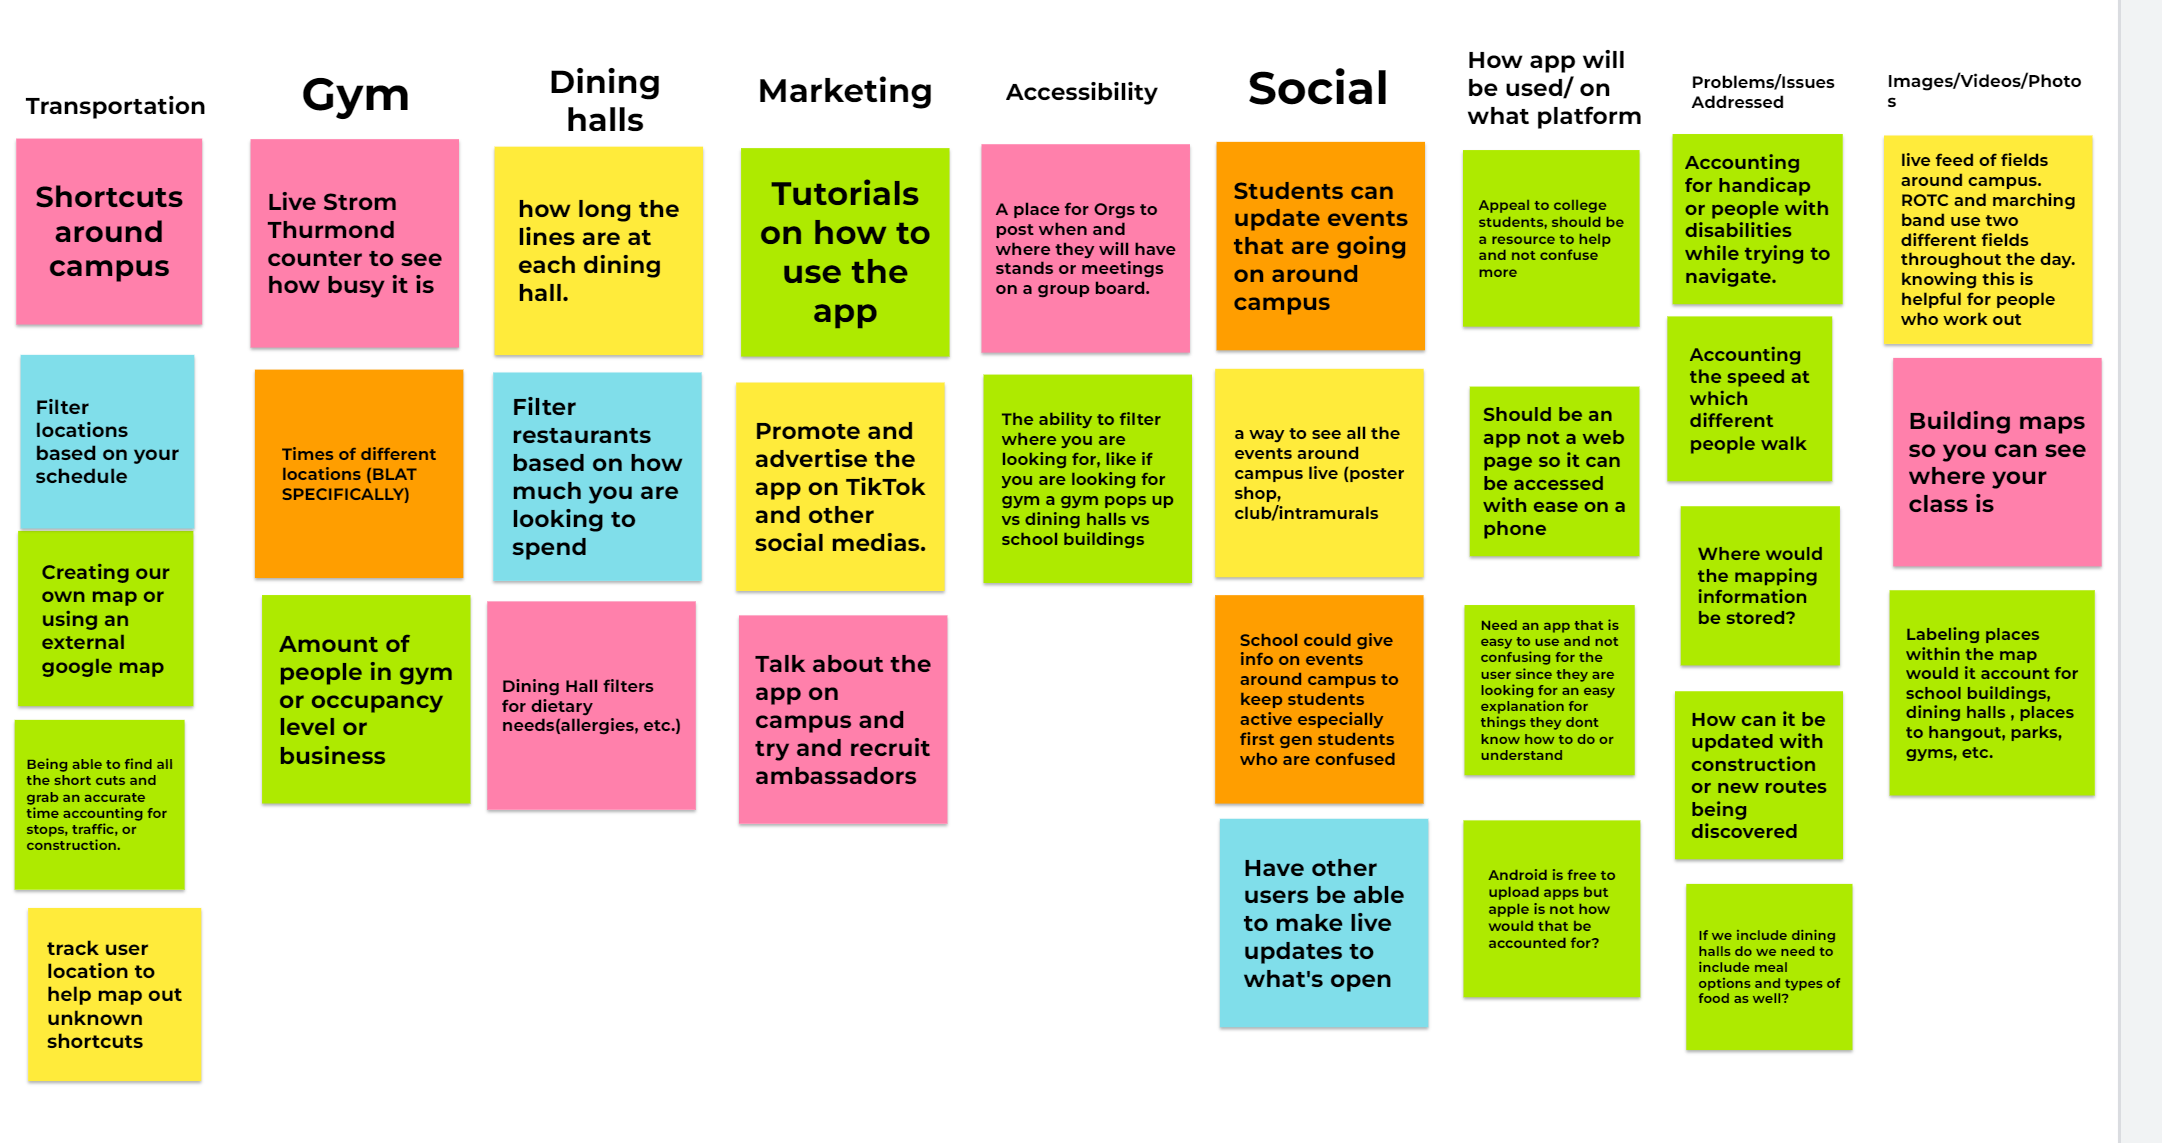 Transportation
Shortcuts
around
campus
Filter
locations
based on your
schedule
Creating our
own map or
using an
external
google map
Being able to find all
the short cuts and
grab an accurate
time accounting for
stops, traffic, or
construction.
track user
location to
help map out
unknown
shortcuts
Gym
Live Strom
Thurmond
counter to see
how busy it is
Times of different
locations (BLAT
SPECIFICALLY)
Amount of
people in gym
or occupancy
level or
business
Dining
halls
how long the
lines are at
each dining
hall.
Filter
restaurants
based on how
much you are
looking to
spend
Dining Hall filters
for dietary
needs(allergies, etc.)
Marketing
Tutorials
on how to
use the
app
Promote and
advertise the
app on TikTok
and other
social medias.
Talk about the
app on
campus and
try and recruit
ambassadors
Accessibility
A place for Orgs to
post when and
where they will have
stands or meetings
on a group board.
The ability to filter
where you are
looking for, like if
you are looking for
gym a gym pops up
vs dining halls vs
school buildings
Social
Students can
update events
that are going
on around
campus
a way to see all the
events around
campus live (poster
shop,
club/intramurals
School could give
info on events
around campus to
keep students
active especially
first gen students
who are confused
Have other
users be able
to make live
updates to
what's open
How app will
be used/ on
what platform
Appeal to college
students, should be
a resource to help
and not confuse
more
Should be an
app not a web
page so it can
be accessed
with ease on a
phone
Need an app that is
easy to use and not
confusing for the
user since they are
looking for an easy
explanation for
things they dont
know how to do or
understand
Android is free to
upload apps but
apple is not how
would that be
accounted for?
Problems/Issues
Addressed
Accounting
for handicap
or people with
disabilities
while trying to
navigate.
Accounting
the speed at
which
different
people walk
Where would
the mapping
information
be stored?
How can it be
updated with
construction
or new routes
being
discovered
If we include dining
halls do we need to
include meal
options and types of
food as well?
Images/Videos/Photo
s
live feed of fields
around campus.
ROTC and marching
band use two
different fields
throughout the day.
knowing this is
helpful for people
who work out
Building maps
so you can see
where your
class is
Labeling places
within the map
would it account for
school buildings,
dining halls , places
to hangout, parks,
gyms, etc.